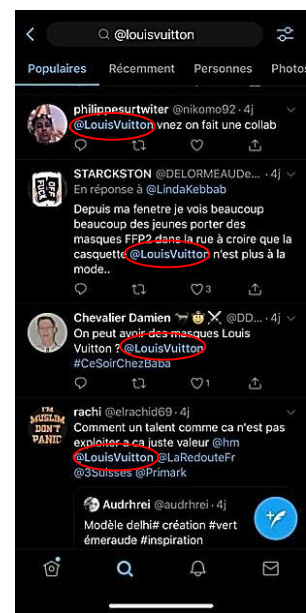 @louisvuitton
Populaires Récemment Personnes Photos
philippesurtwiter @nikomo92 · 4j
@LouisVuitton vnez on fait une collab
STARCKSTON @DELORMEAUDe... · 4j
En réponse à @LindaKebbab
Depuis ma fenetre je vois beaucoup
beaucoup des jeunes porter des
masques FFP2 dans la rue à croire que la
casquette @LouisVuitton n'est plus à la
mode..
3
Chevalier Damien @DD... · 4j
On peut avoir des masques Louis
Vuitton ? @LouisVuitton
#CeSoirChezBaba
1
I'M
MUSLIM
DON'T
PANIC
rachi @elrachid69 · 4j
Comment un talent comme ca n'est pas
exploiter a ca juste valeur @hm
@LouisVuitton @LaRedouteFr
@3Suisses @Primark
Audrhrei @audrhrei · 4j
Modèle delhi# création #vert
émeraude #inspiration